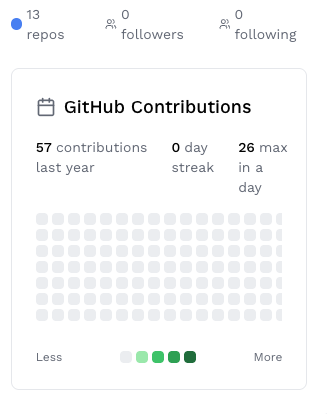 13 repos
0 followers
0 following
GitHub Contributions
57 contributions last year
0 day streak
26 max in a day
Less
More